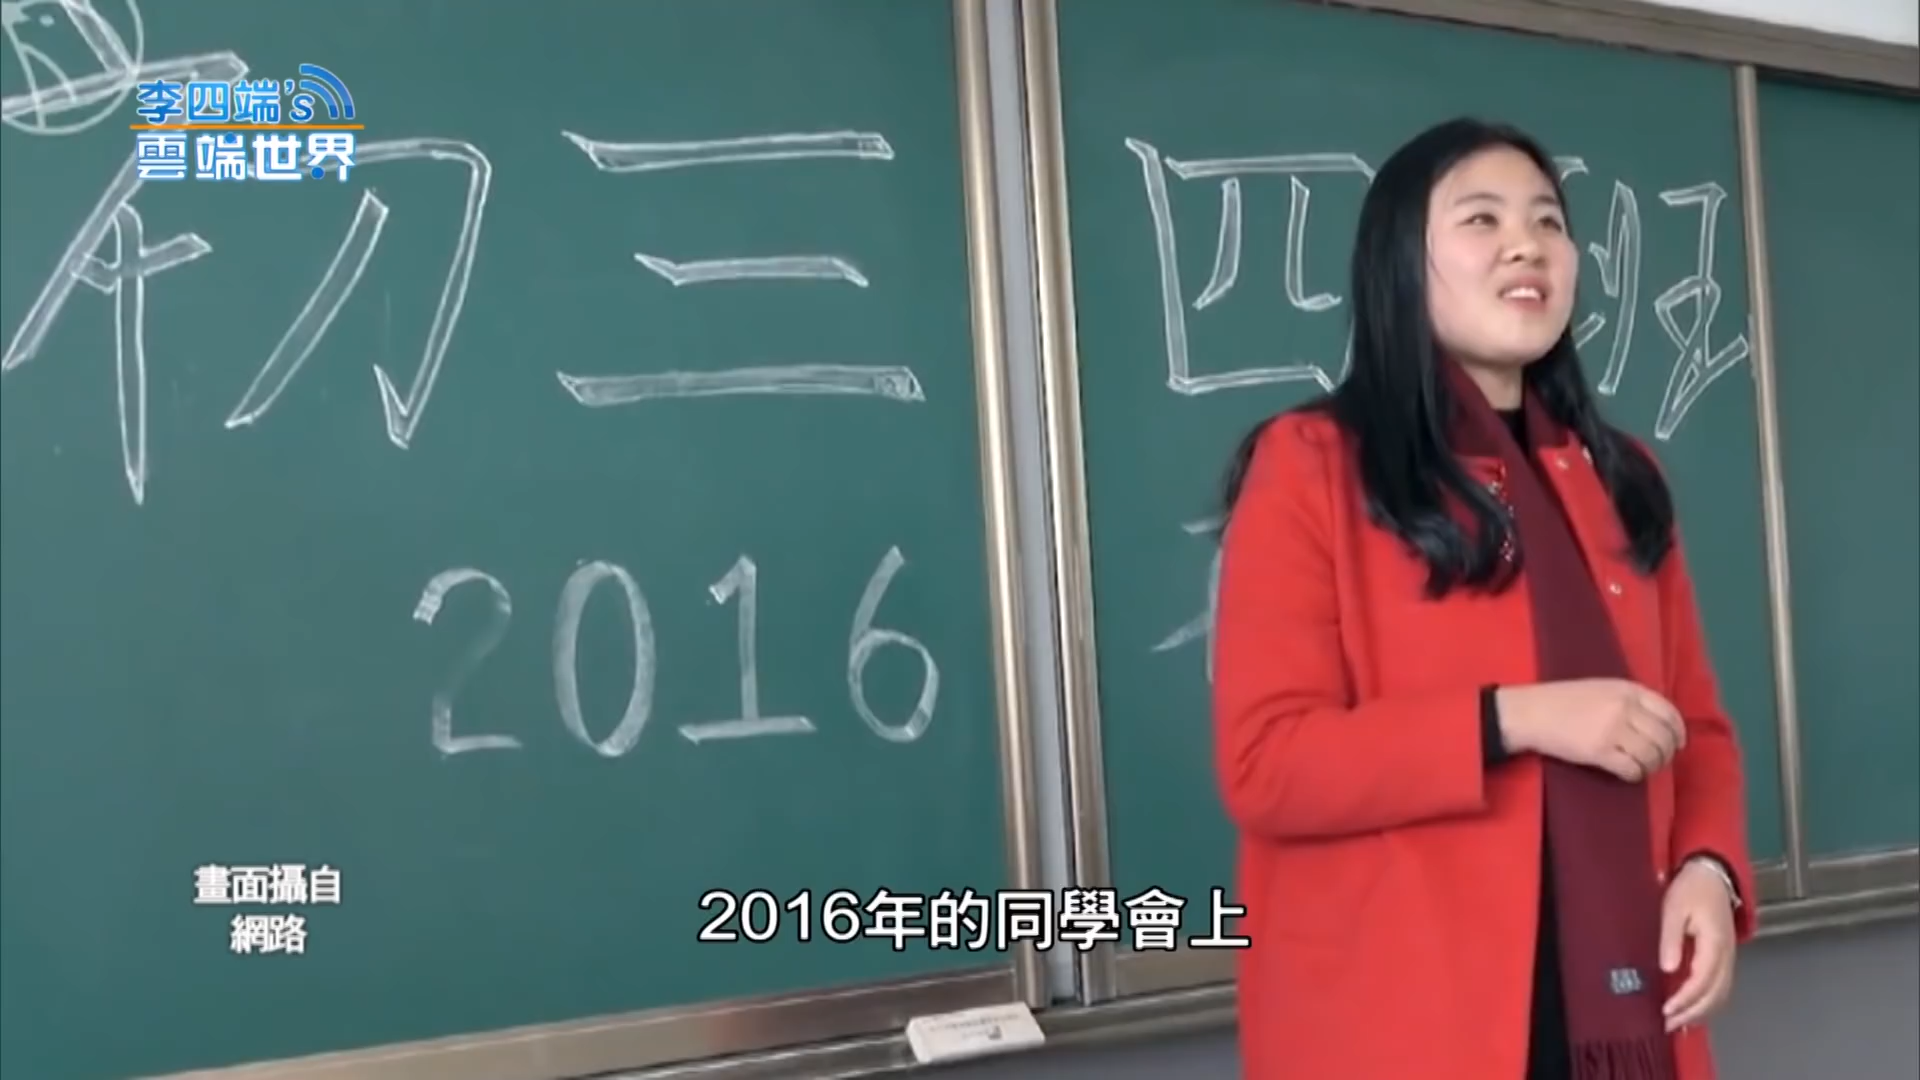 李四端's
雲端世界
初三 四班
2016
畫面攝自
網路
2016年的同學會上